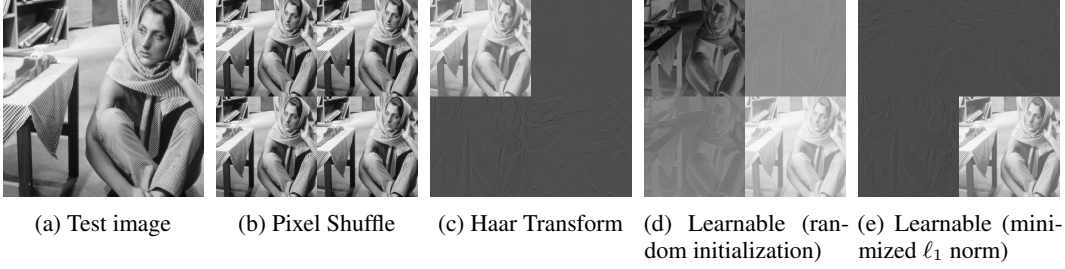 (a) Test image
(b) Pixel Shuffle
(c) Haar Transform
(d) Learnable (ran-
dom initialization)
(e) Learnable (mini-
mized ℓ₁ norm)